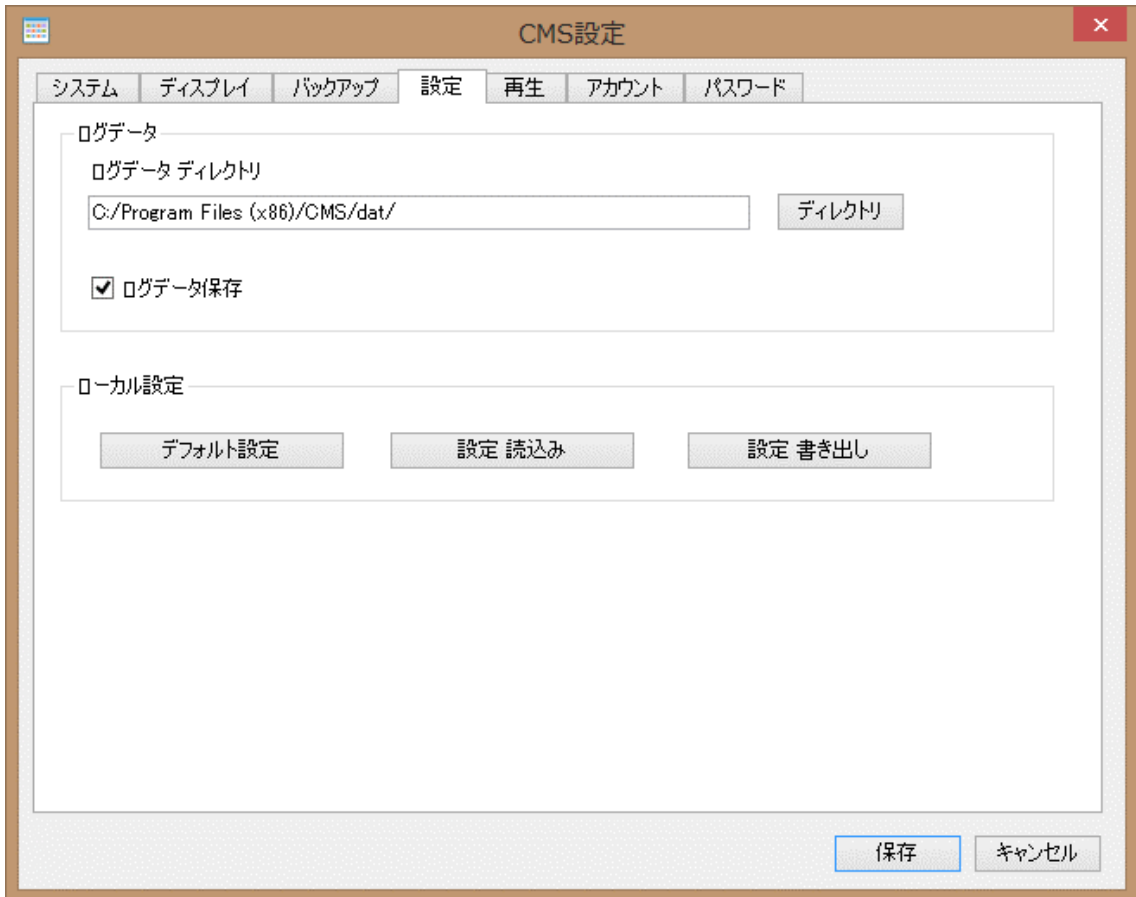 CMS設定
システム ディスプレイ バックアップ 設定 再生 アカウント パスワード
ログデータ
ログデータ ディレクトリ
C:/Program Files (x86)/CMS/dat/ ディレクトリ
ログデータ保存
ローカル設定
デフォルト設定 設定 読込み 設定 書き出し
保存 キャンセル